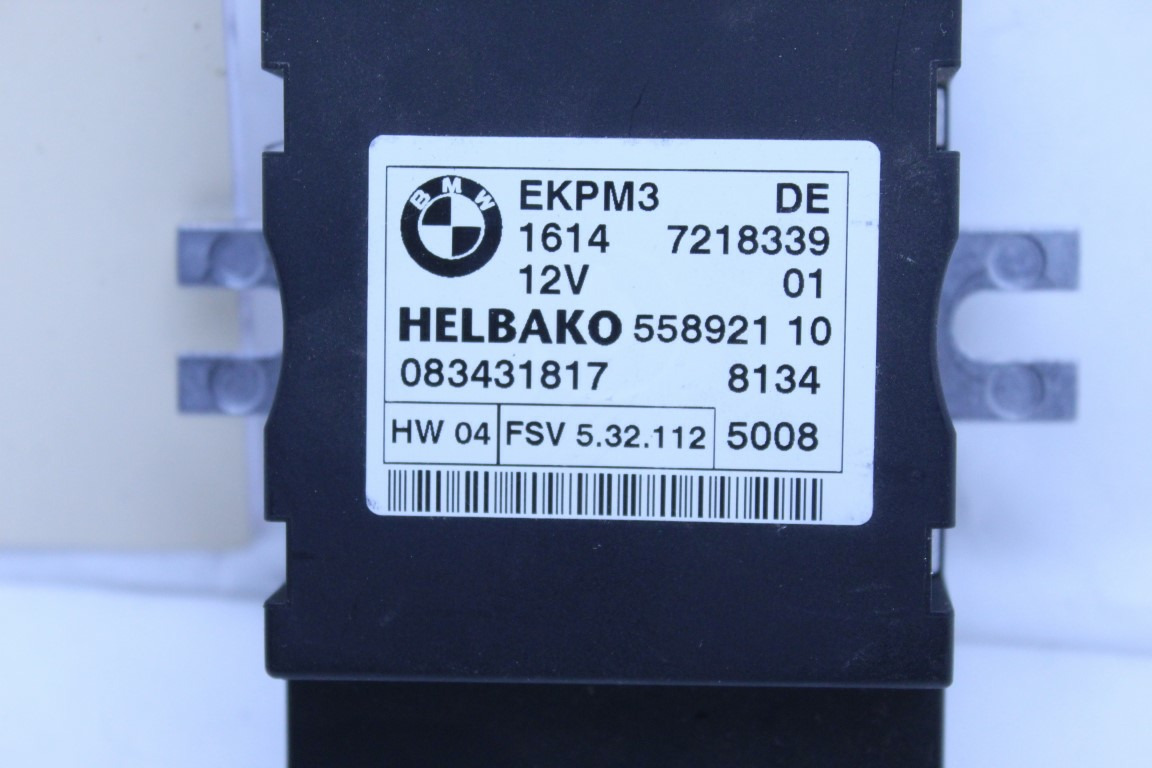 BMW
EKPM3 DE
1614 7218339
12V 01
HELBAKO 558921 10
083431817 8134
HW 04 FSV 5.32.112 5008